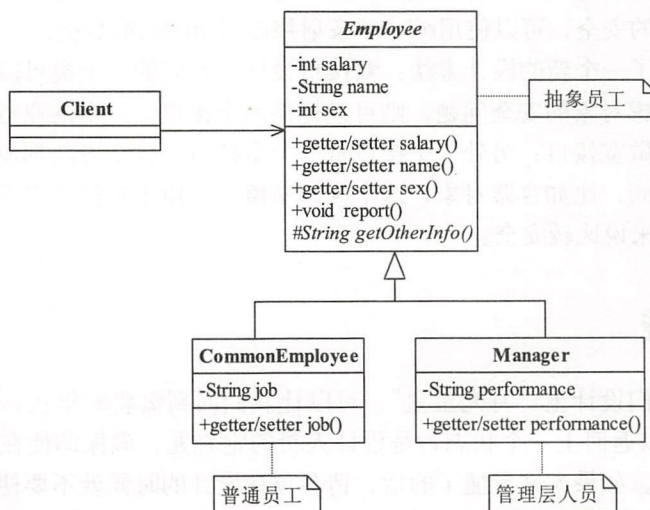 Employee
-int salary
-String name
-int sex
+getter/setter salary()
+getter/setter name()
+getter/setter sex()
+void report()
#String getOtherInfo()
抽象员工
Client
CommonEmployee
-String job
+getter/setter job()
普通员工
Manager
-String performance
+getter/setter performance()
管理层人员